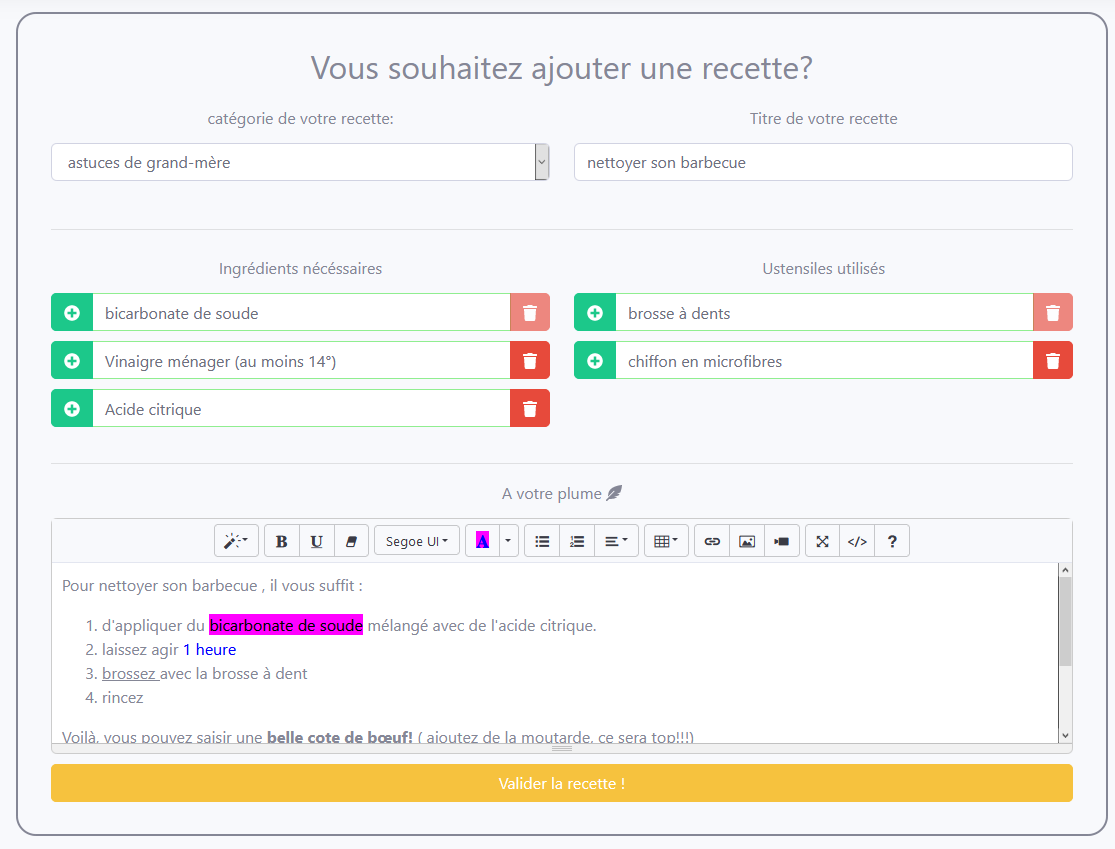 Vous souhaitez ajouter une recette?
catégorie de votre recette:
Titre de votre recette
astuces de grand-mère
nettoyer son barbecue
Ingrédients nécéssaires
Ustensiles utilisés
bicarbonate de soude
brosse à dents
Vinaigre ménager (au moins 14°)
chiffon en microfibres
Acide citrique
A votre plume
B U Segoe UI A </> ?
Pour nettoyer son barbecue , il vous suffit :
1. d'appliquer du bicarbonate de soude mélangé avec de l'acide citrique.
2. laissez agir 1 heure
3. brossez avec la brosse à dent
4. rincez
Voilà, vous pouvez saisir une belle cote de bœuf! ( ajoutez de la moutarde, ce sera top!!!)
Valider la recette !